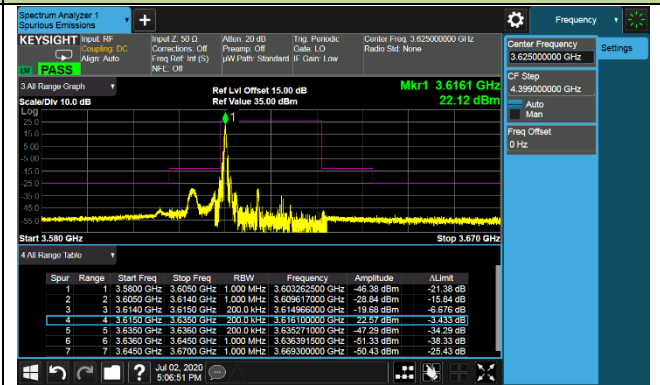 Spectrum Analyzer 1
Spurious Emissions
Frequency
KEYSIGHT Input: RF
Coupling: DC
Align: Auto
Input Z: 50 Ω
Corrections: Off
Freq Ref: Int (S)
NFE: Off
Atten: 20 dB
Preamp: Off
µW Path: Standard
Trig: Periodic
Gate: LO
IF Gain: Low
Center Freq: 3.625000000 GHz
Radio Std: None
PASS
Center Frequency
3.625000000 GHz
Settings
CF Step
4.399000000 GHz
Auto
Man
Freq Offset
0 Hz
3 All Range Graph
Scale/Div 10.0 dB
Ref Lvl Offset 15.00 dB
Ref Value 35.00 dBm
Mkr1 3.6161 GHz
22.12 dBm
Log
25.0
15.0
5.00
-5.00
-15.0
-25.0
-35.0
-45.0
-55.0
1
Start 3.580 GHz
Stop 3.670 GHz
4 All Range Table
Spur Range Start Freq Stop Freq RBW Frequency Amplitude ΔLimit
1 1 3.5800 GHz 3.6050 GHz 1.000 MHz 3.603262500 GHz -46.38 dBm -21.38 dB
2 2 3.6050 GHz 3.6140 GHz 1.000 MHz 3.609617000 GHz -28.84 dBm -15.84 dB
3 3 3.6140 GHz 3.6150 GHz 200.0 kHz 3.614966000 GHz -19.68 dBm -6.676 dB
4 4 3.6150 GHz 3.6350 GHz 200.0 kHz 3.616100000 GHz 22.57 dBm -3.433 dB
5 5 3.6350 GHz 3.6360 GHz 200.0 kHz 3.635271000 GHz -47.29 dBm -34.29 dB
6 6 3.6360 GHz 3.6450 GHz 1.000 MHz 3.636391500 GHz -51.33 dBm -38.33 dB
7 7 3.6450 GHz 3.6700 GHz 1.000 MHz 3.669300000 GHz -50.43 dBm -25.43 dB
Jul 02, 2020
5:06:51 PM